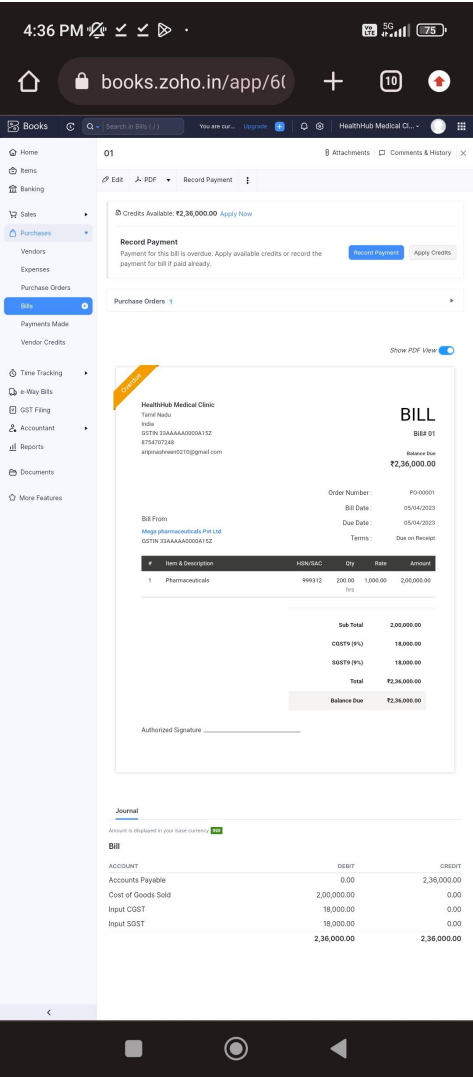 4:36 PM
Vo LTE 5G 75
books.zoho.in/app/6(
10
Books
Search in Bills ( / )
You are cur... Upgrade
HealthHub Medical Cl...
Home
Items
Banking
Sales
Purchases
Vendors
Expenses
Purchase Orders
Bills
Payments Made
Vendor Credits
Time Tracking
e-Way Bills
GST Filing
Accountant
Reports
Documents
More Features
01
Attachments
Comments & History
Edit
PDF
Record Payment
Credits Available: ₹2,36,000.00 Apply Now
Record Payment
Payment for this bill is overdue. Apply available credits or record the
payment for bill if paid already.
Record Payment
Apply Credits
Purchase Orders 1
Show PDF View
Overdue
HealthHub Medical Clinic
Tamil Nadu
India
GSTIN 33AAAAA0000A1Z5
8754707248
aripinashreen0210@gmail.com
BILL
Bill# 01
Balance Due
₹2,36,000.00
Order Number : PO-00001
Bill Date : 05/04/2023
Due Date : 05/04/2023
Terms : Due on Receipt
Bill From
Mega pharmaceuticals Pvt Ltd
GSTIN 33AAAAA0000A1Z5
# Item & Description HSN/SAC Qty Rate Amount
1 Pharmaceuticals 999312 200.00 1,000.00 2,00,000.00
hrs
Sub Total 2,00,000.00
CGST9 (9%) 18,000.00
SGST9 (9%) 18,000.00
Total ₹2,36,000.00
Balance Due ₹2,36,000.00
Authorized Signature
Journal
Amount is displayed in your base currency INR
Bill
ACCOUNT DEBIT CREDIT
Accounts Payable 0.00 2,36,000.00
Cost of Goods Sold 2,00,000.00 0.00
Input CGST 18,000.00 0.00
Input SGST 18,000.00 0.00
2,36,000.00 2,36,000.00